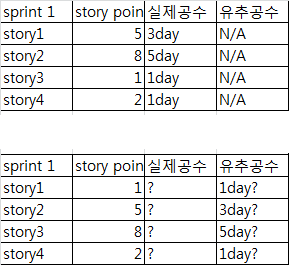 sprint 1 story poin 실제공수 유추공수
story1 5 3day N/A
story2 8 5day N/A
story3 1 1day N/A
story4 2 1day N/A
sprint 1 story poin 실제공수 유추공수
story1 1 ? 1day?
story2 5 ? 3day?
story3 8 ? 5day?
story4 2 ? 1day?